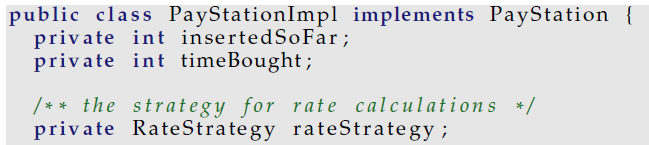 public class PayStationImpl implements PayStation {
private int insertedSoFar;
private int timeBought;
/** the strategy for rate calculations */
private RateStrategy rateStrategy;